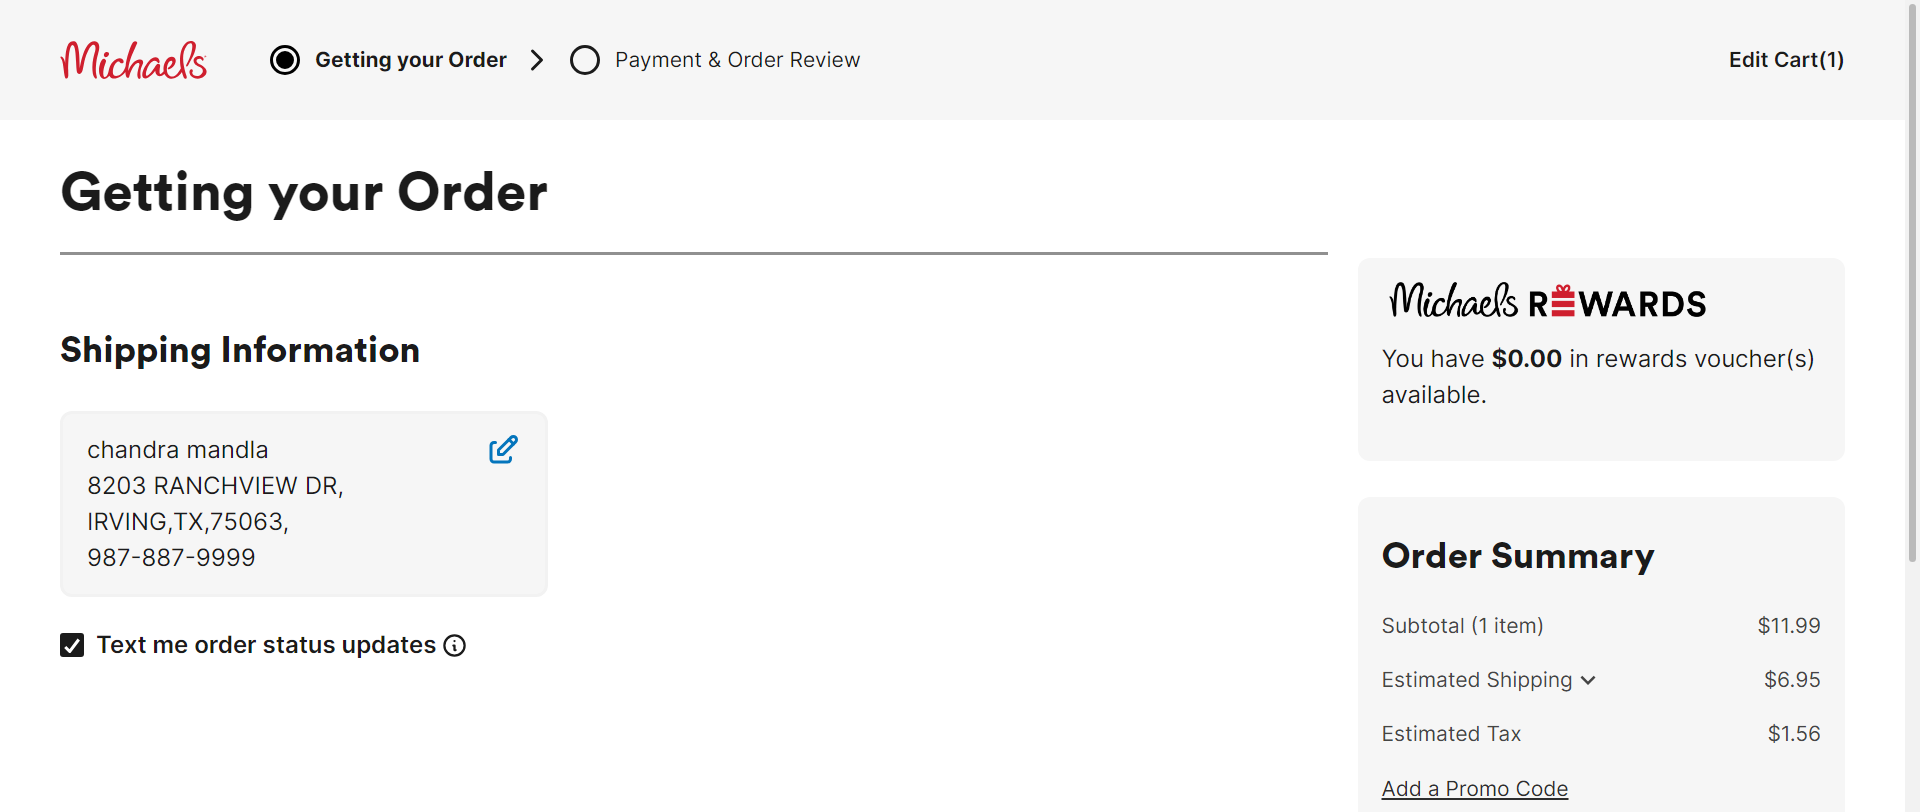 Michaels
Getting your Order
Payment & Order Review
Edit Cart(1)
Getting your Order
Shipping Information
chandra mandla
8203 RANCHVIEW DR,
IRVING,TX,75063,
987-887-9999
Text me order status updates
Michaels REWARDS
You have $0.00 in rewards voucher(s)
available.
Order Summary
Subtotal (1 item) $11.99
Estimated Shipping $6.95
Estimated Tax $1.56
Add a Promo Code